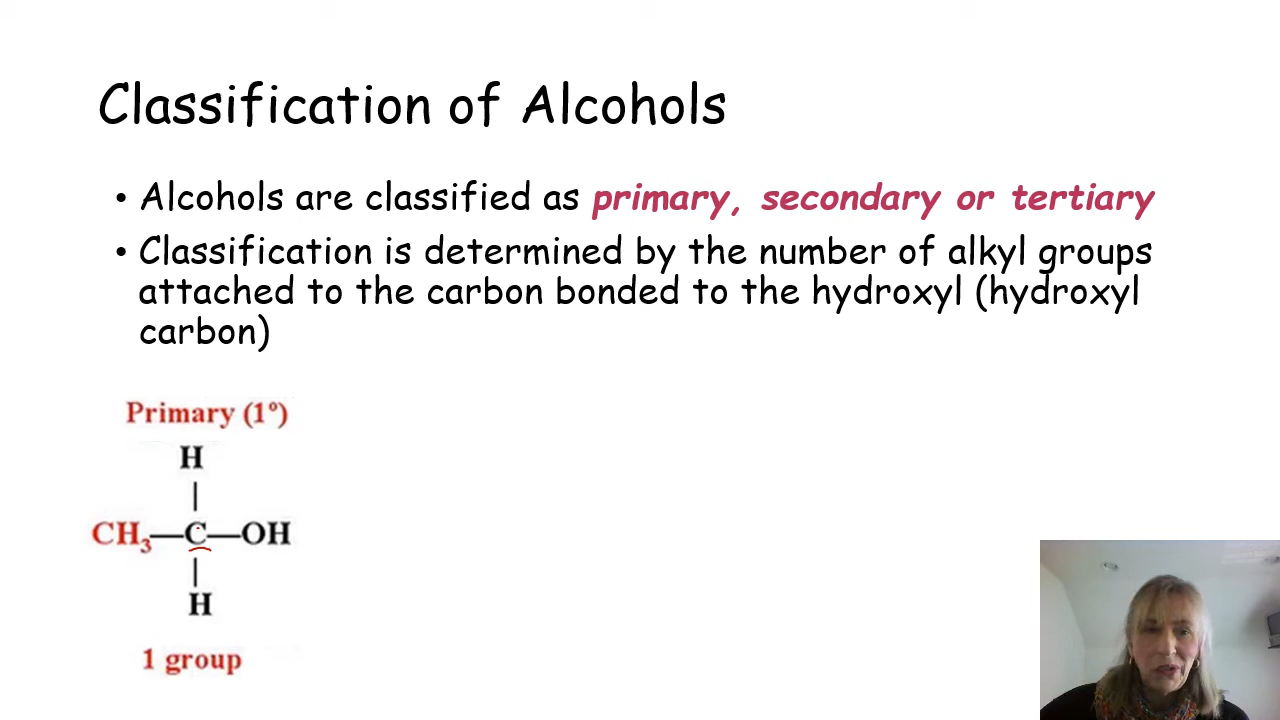 Classification of Alcohols
• Alcohols are classified as primary, secondary or tertiary
• Classification is determined by the number of alkyl groups
attached to the carbon bonded to the hydroxyl (hydroxyl
carbon)
Primary (1º)
H
|
CH₃—C—OH
|
H
1 group